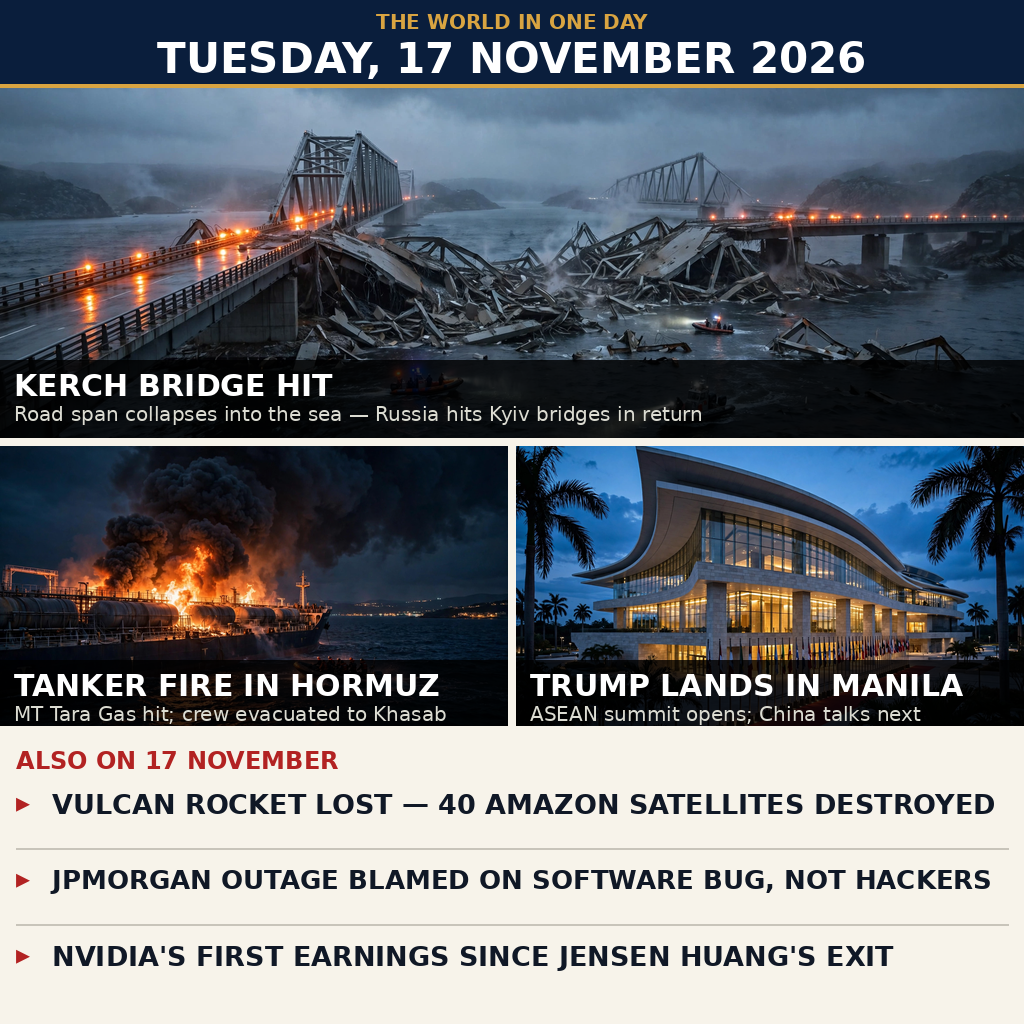 THE WORLD IN ONE DAY
TUESDAY, 17 NOVEMBER 2026
KERCH BRIDGE HIT
Road span collapses into the sea — Russia hits Kyiv bridges in return
TANKER FIRE IN HORMUZ
MT Tara Gas hit; crew evacuated to Khasab
TRUMP LANDS IN MANILA
ASEAN summit opens; China talks next
ALSO ON 17 NOVEMBER
► VULCAN ROCKET LOST — 40 AMAZON SATELLITES DESTROYED
► JPMORGAN OUTAGE BLAMED ON SOFTWARE BUG, NOT HACKERS
► NVIDIA'S FIRST EARNINGS SINCE JENSEN HUANG'S EXIT